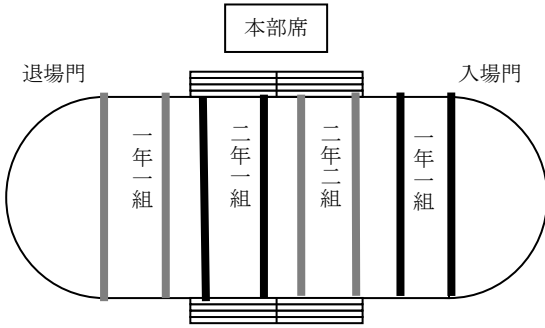 本部席
退場門
入場門
一年一組
二年一組
二年二組
一年一組